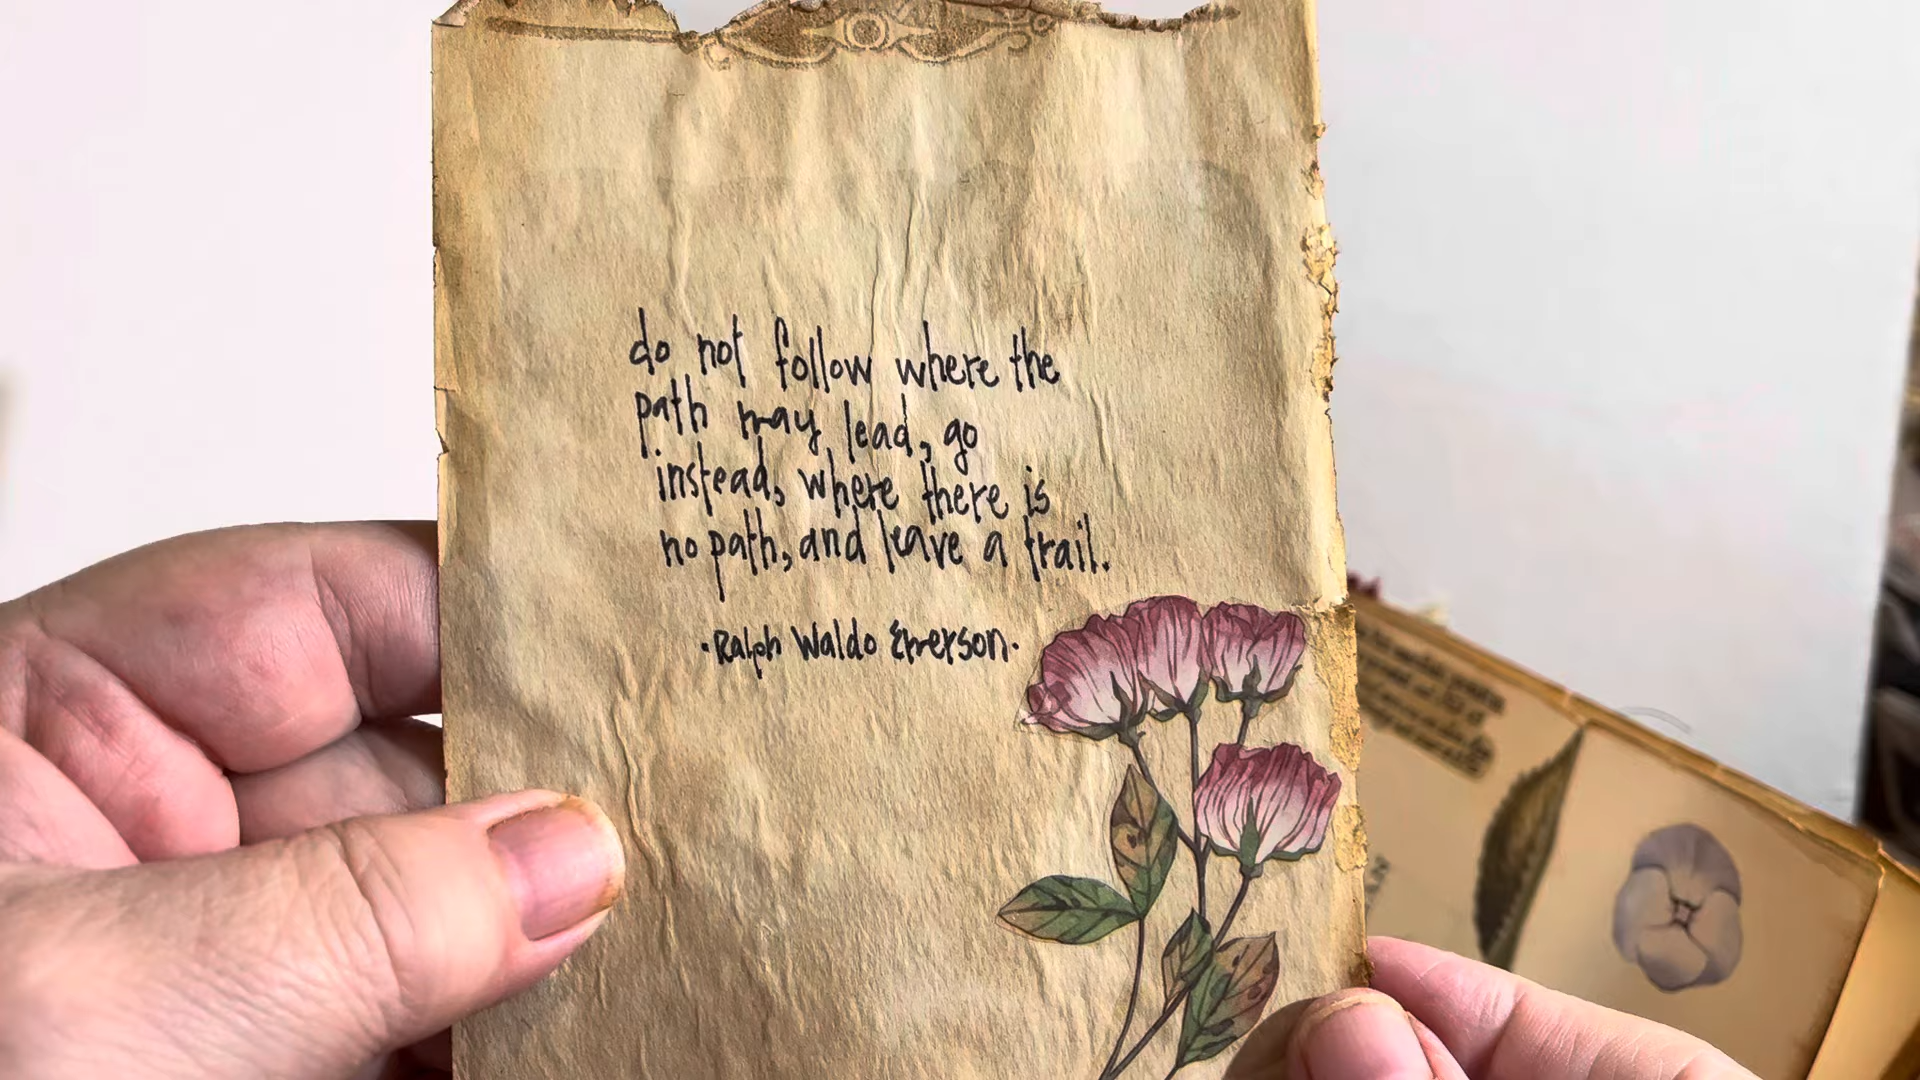 do not follow where the
path may lead, go
instead, where there is
no path, and leave a trail.
·Ralph Waldo Emerson·